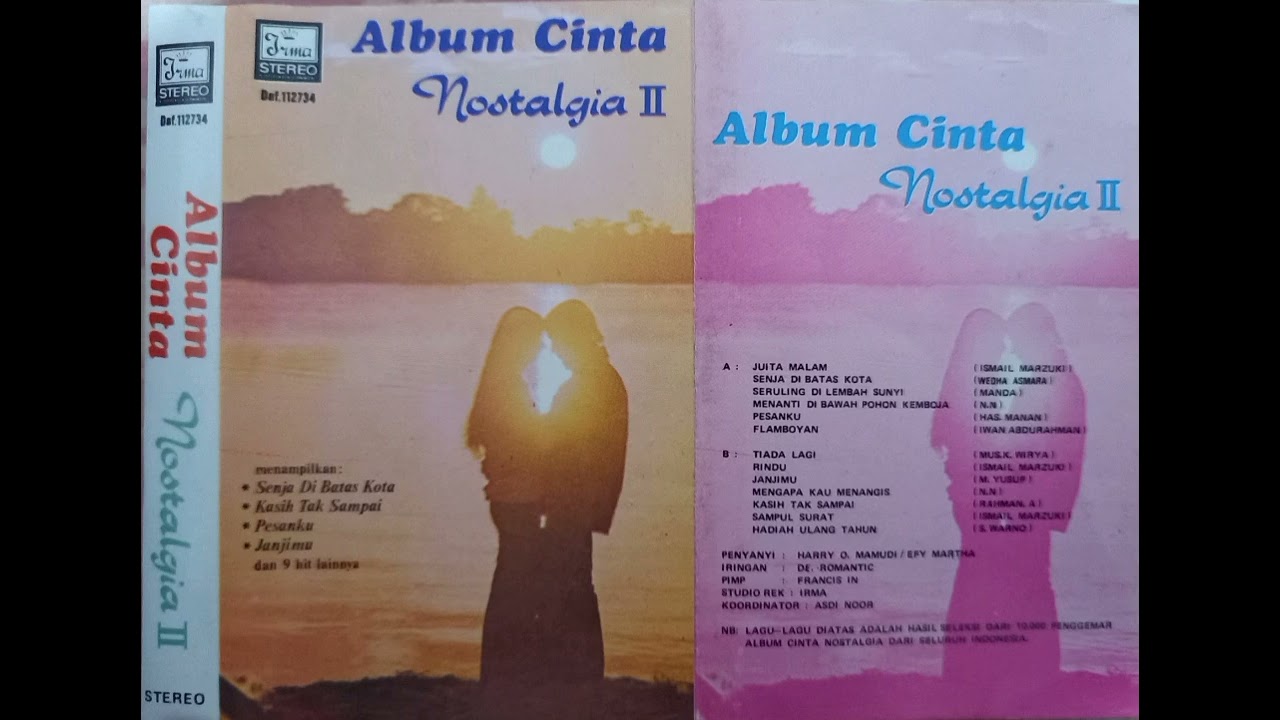 Irma
STEREO
Daf.112734
Album
Cinta
Nostalgia II
STEREO
Irma
STEREO
Daf.112734
Album Cinta
Nostalgia II
menampilkan:
* Senja Di Batas Kota
* Kasih Tak Sampai
* Pesanku
* Janjimu
dan 9 hit lainnya
Album Cinta
Nostalgia II
A : JUITA MALAM (ISMAIL MARZUKI)
SENJA DI BATAS KOTA (WEDHA ASMARA)
SERULING DI LEMBAH SUNYI (MANDA)
MENANTI DI BAWAH POHON KEMBOJA (N.N)
PESANKU (HAS. MANAN)
FLAMBOYAN (IWAN ABDURAHMAN)
B : TIADA LAGI (MUS.K. WIRYA)
RINDU (ISMAIL MARZUKI)
JANJIMU (M. YUSUP)
MENGAPA KAU MENANGIS (N.N)
KASIH TAK SAMPAI (RAHMAN. A)
SAMPUL SURAT (ISMAIL MARZUKI)
HADIAH ULANG TAHUN (S. WARNO)
PENYANYI : HARRY O. MAMUDI / EFY MARTHA
IRINGAN : DE. ROMANTIC
PIMP : FRANCIS IN
STUDIO REK : IRMA
KOORDINATOR : ASDI NOOR
NB: LAGU-LAGU DIATAS ADALAH HASIL SELEKSI DARI 10.000 PENGGEMAR
ALBUM CINTA NOSTALGIA DARI SELURUH INDONESIA.